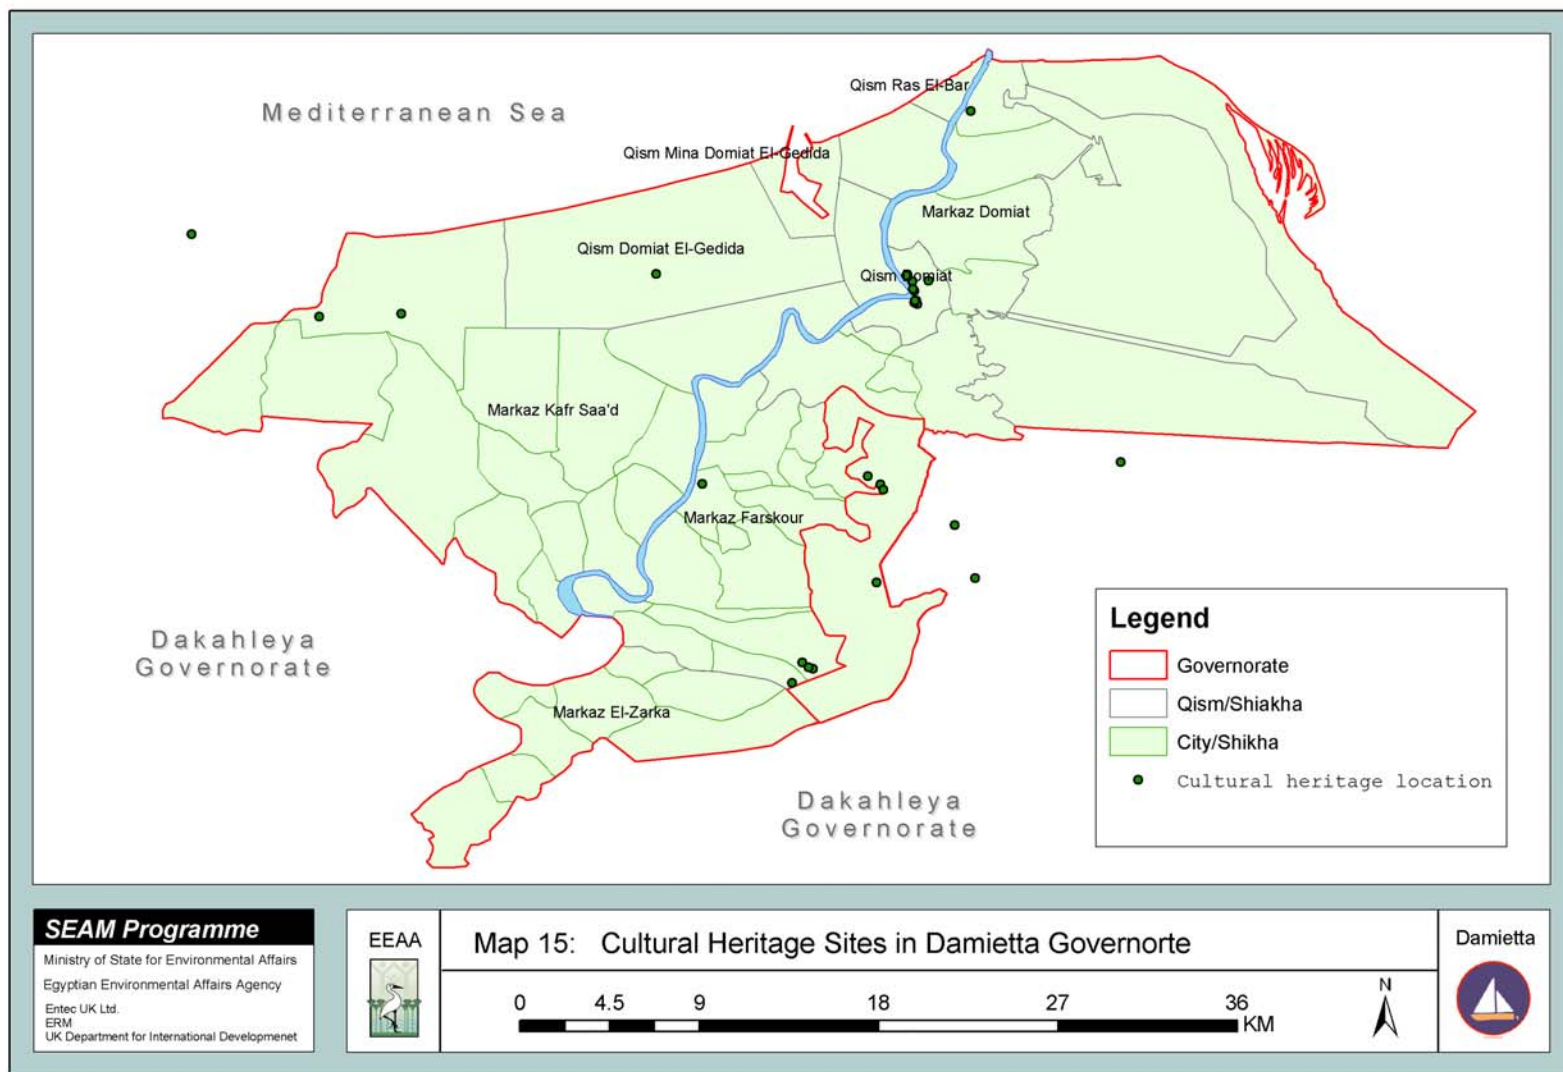 Mediterranean Sea
Qism Ras El-Bar
Qism Mina Domiat El-Gedida
Markaz Domiat
Qism Domiat El-Gedida
Qism Domiat
Markaz Kafr Saa'd
Markaz Farskour
Dakahleya
Governorate
Markaz El-Zarka
Dakahleya
Governorate
Legend
Governorate
Qism/Shiakha
City/Shikha
Cultural heritage location
SEAM Programme
Ministry of State for Environmental Affairs
Egyptian Environmental Affairs Agency
Entec UK Ltd.
ERM
UK Department for International Developmenet
EEAA
Map 15: Cultural Heritage Sites in Damietta Governorte
0 4.5 9 18 27 36
KM
N
Damietta